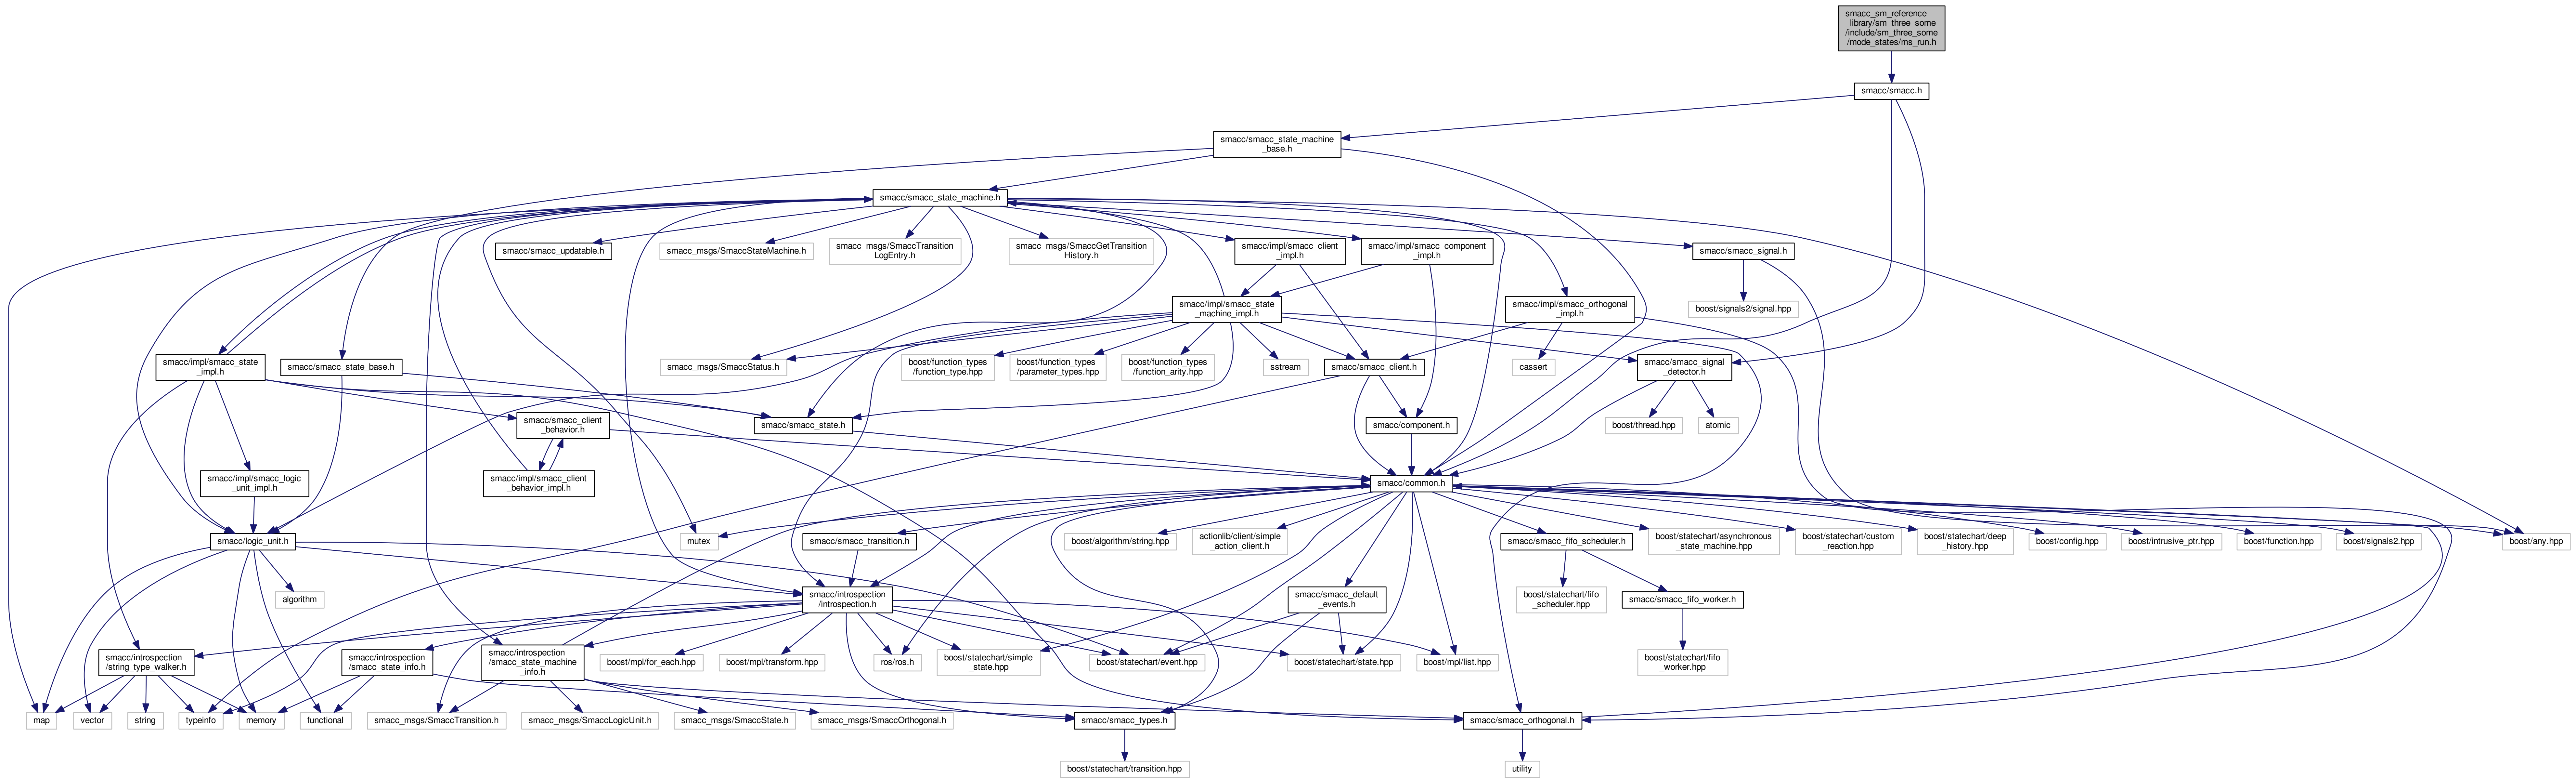 smacc_sm_reference
_library/sm_three_some
/include/sm_three_some
/mode_states/ms_run.h
smacc/smacc.h
smacc/smacc_state_machine
_base.h
smacc/smacc_state_machine.h
smacc/smacc_updatable.h
smacc_msgs/SmaccStateMachine.h
smacc_msgs/SmaccTransition
LogEntry.h
smacc_msgs/SmaccGetTransition
History.h
smacc/impl/smacc_client
_impl.h
smacc/impl/smacc_component
_impl.h
smacc/smacc_signal.h
smacc/impl/smacc_state
_machine_impl.h
smacc/impl/smacc_orthogonal
_impl.h
boost/signals2/signal.hpp
smacc/impl/smacc_state
_impl.h
smacc/smacc_state_base.h
smacc_msgs/SmaccStatus.h
boost/function_types
/function_type.hpp
boost/function_types
/parameter_types.hpp
boost/function_types
/function_arity.hpp
sstream
smacc/smacc_client.h
cassert
smacc/smacc_signal
_detector.h
smacc/smacc_client
_behavior.h
smacc/smacc_state.h
smacc/component.h
boost/thread.hpp
atomic
smacc/impl/smacc_logic
_unit_impl.h
smacc/impl/smacc_client
_behavior_impl.h
smacc/common.h
smacc/logic_unit.h
mutex
smacc/smacc_transition.h
boost/algorithm/string.hpp
actionlib/client/simple
_action_client.h
smacc/smacc_fifo_scheduler.h
boost/statechart/asynchronous
_state_machine.hpp
boost/statechart/custom
_reaction.hpp
boost/statechart/deep
_history.hpp
boost/config.hpp
boost/intrusive_ptr.hpp
boost/function.hpp
boost/signals2.hpp
boost/any.hpp
algorithm
smacc/introspection
/introspection.h
smacc/smacc_default
_events.h
boost/statechart/fifo
_scheduler.hpp
smacc/smacc_fifo_worker.h
smacc/introspection
/string_type_walker.h
smacc/introspection
/smacc_state_info.h
smacc/introspection
/smacc_state_machine
_info.h
boost/mpl/for_each.hpp
boost/mpl/transform.hpp
ros/ros.h
boost/statechart/simple
_state.hpp
boost/statechart/event.hpp
boost/statechart/state.hpp
boost/mpl/list.hpp
boost/statechart/fifo
_worker.hpp
map
vector
string
typeinfo
memory
functional
smacc_msgs/SmaccTransition.h
smacc_msgs/SmaccLogicUnit.h
smacc_msgs/SmaccState.h
smacc_msgs/SmaccOrthogonal.h
smacc/smacc_types.h
smacc/smacc_orthogonal.h
boost/statechart/transition.hpp
utility